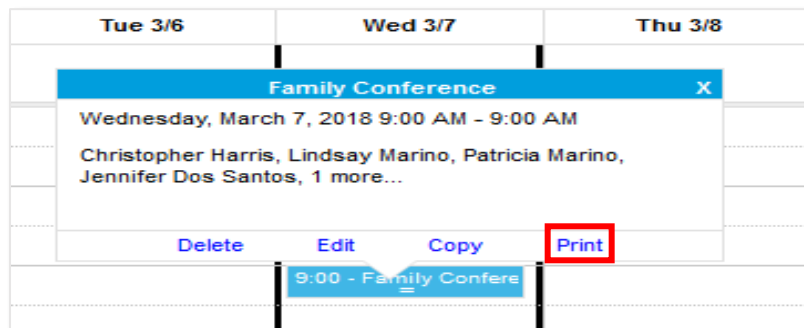 Tue 3/6 Wed 3/7 Thu 3/8
Family Conference X
Wednesday, March 7, 2018 9:00 AM - 9:00 AM
Christopher Harris, Lindsay Marino, Patricia Marino,
Jennifer Dos Santos, 1 more...
Delete Edit Copy Print
9:00 - Family Confere